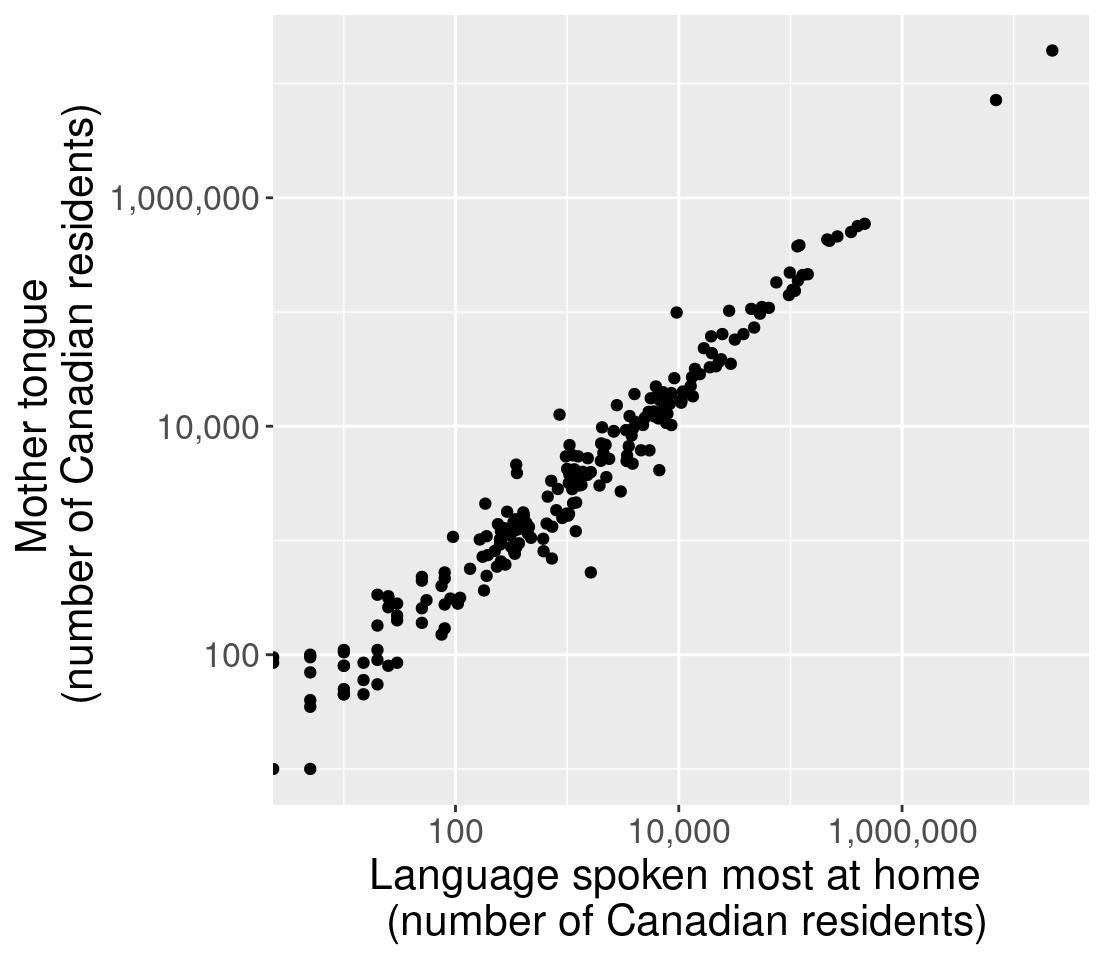 Mother tongue
(number of Canadian residents)
1,000,000
10,000
100
100
10,000
1,000,000
Language spoken most at home
(number of Canadian residents)